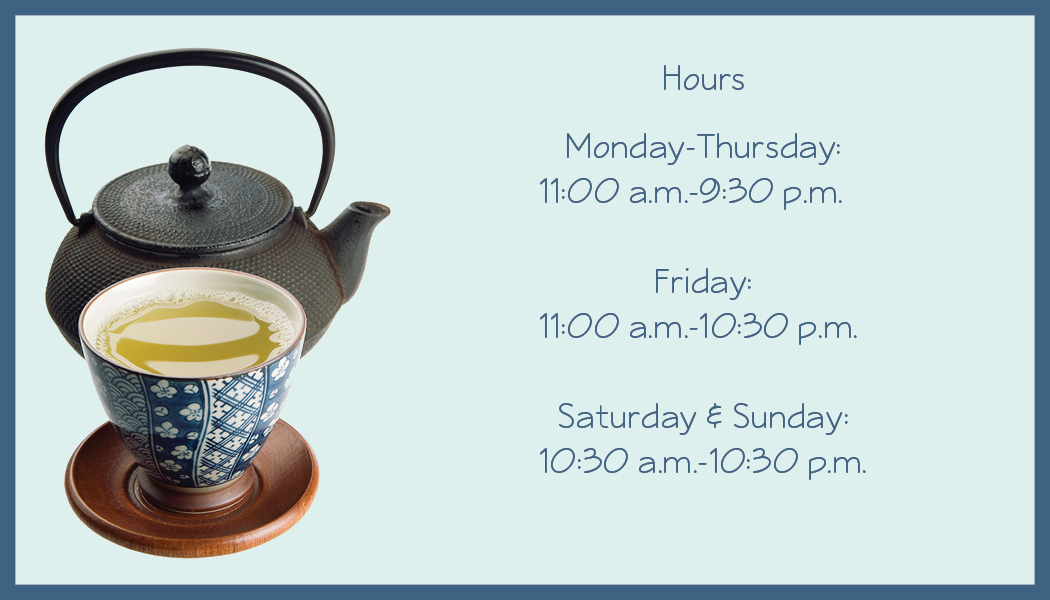 Hours
Monday-Thursday:
11:00 a.m.-9:30 p.m.
Friday:
11:00 a.m.-10:30 p.m.
Saturday & Sunday:
10:30 a.m.-10:30 p.m.